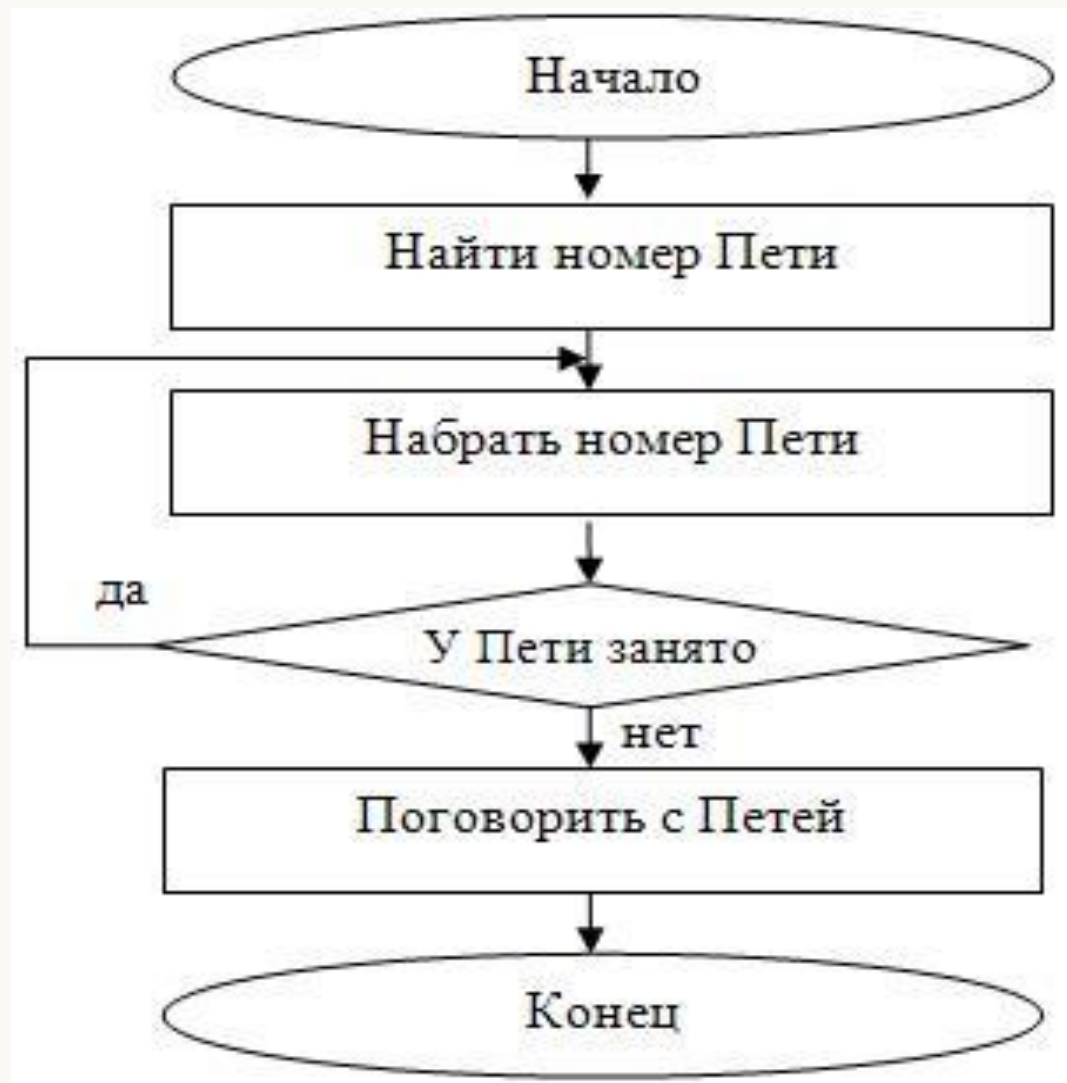 Начало
Найти номер Пети
Набрать номер Пети
да
У Пети занято
нет
Поговорить с Петей
Конец